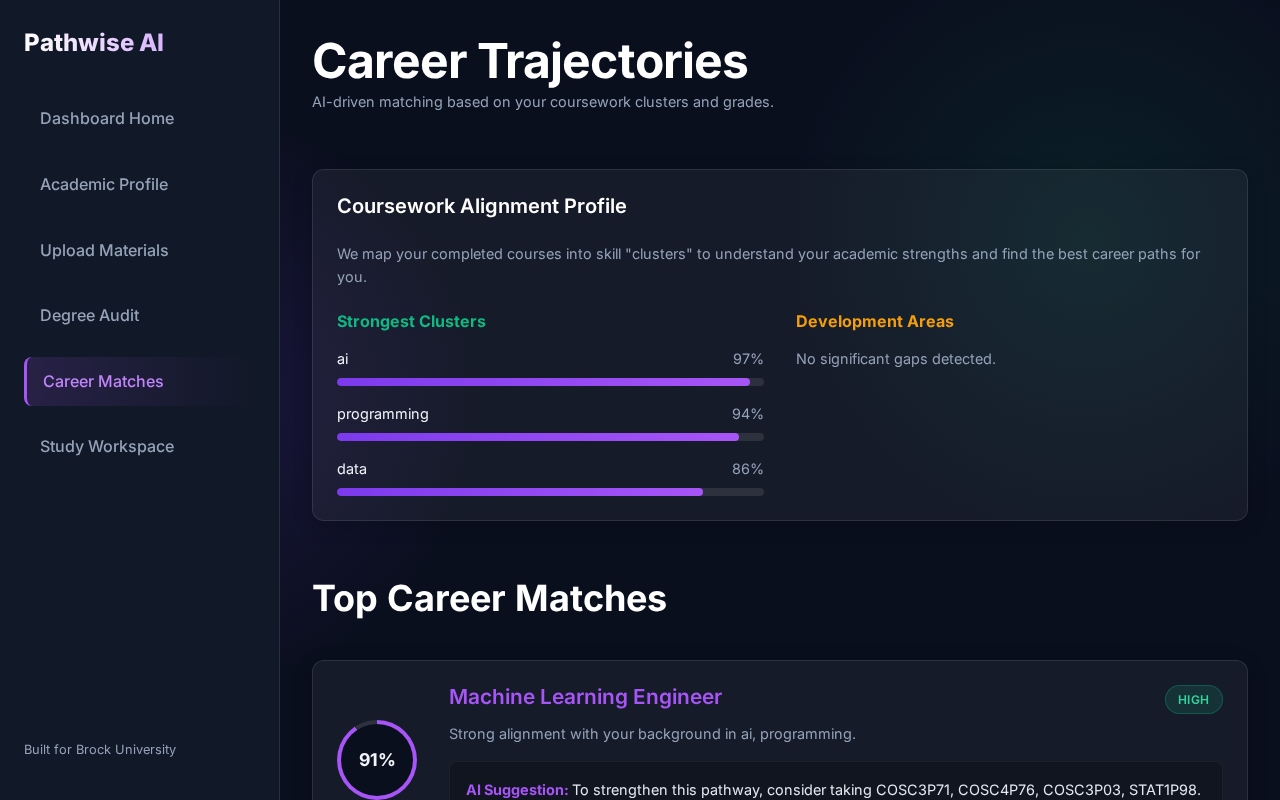 Pathwise AI
Dashboard Home
Academic Profile
Upload Materials
Degree Audit
Career Matches
Study Workspace
Built for Brock University
Career Trajectories
AI-driven matching based on your coursework clusters and grades.
Coursework Alignment Profile
We map your completed courses into skill "clusters" to understand your academic strengths and find the best career paths for
you.
Strongest Clusters
ai 97%
programming 94%
data 86%
Development Areas
No significant gaps detected.
Top Career Matches
91%
Machine Learning Engineer
HIGH
Strong alignment with your background in ai, programming.
AI Suggestion: To strengthen this pathway, consider taking COSC3P71, COSC4P76, COSC3P03, STAT1P98.